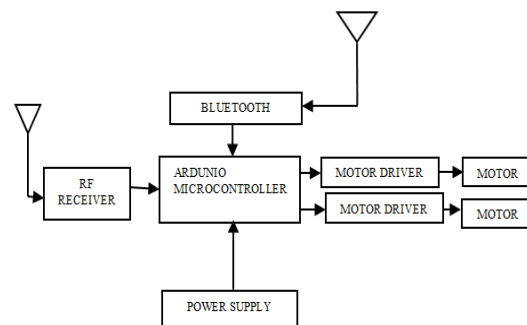 BLUETOOTH
ARDUNIO
MICROCONTROLLER
RF
RECEIVER
MOTOR DRIVER
MOTOR
MOTOR DRIVER
MOTOR
POWER SUPPLY